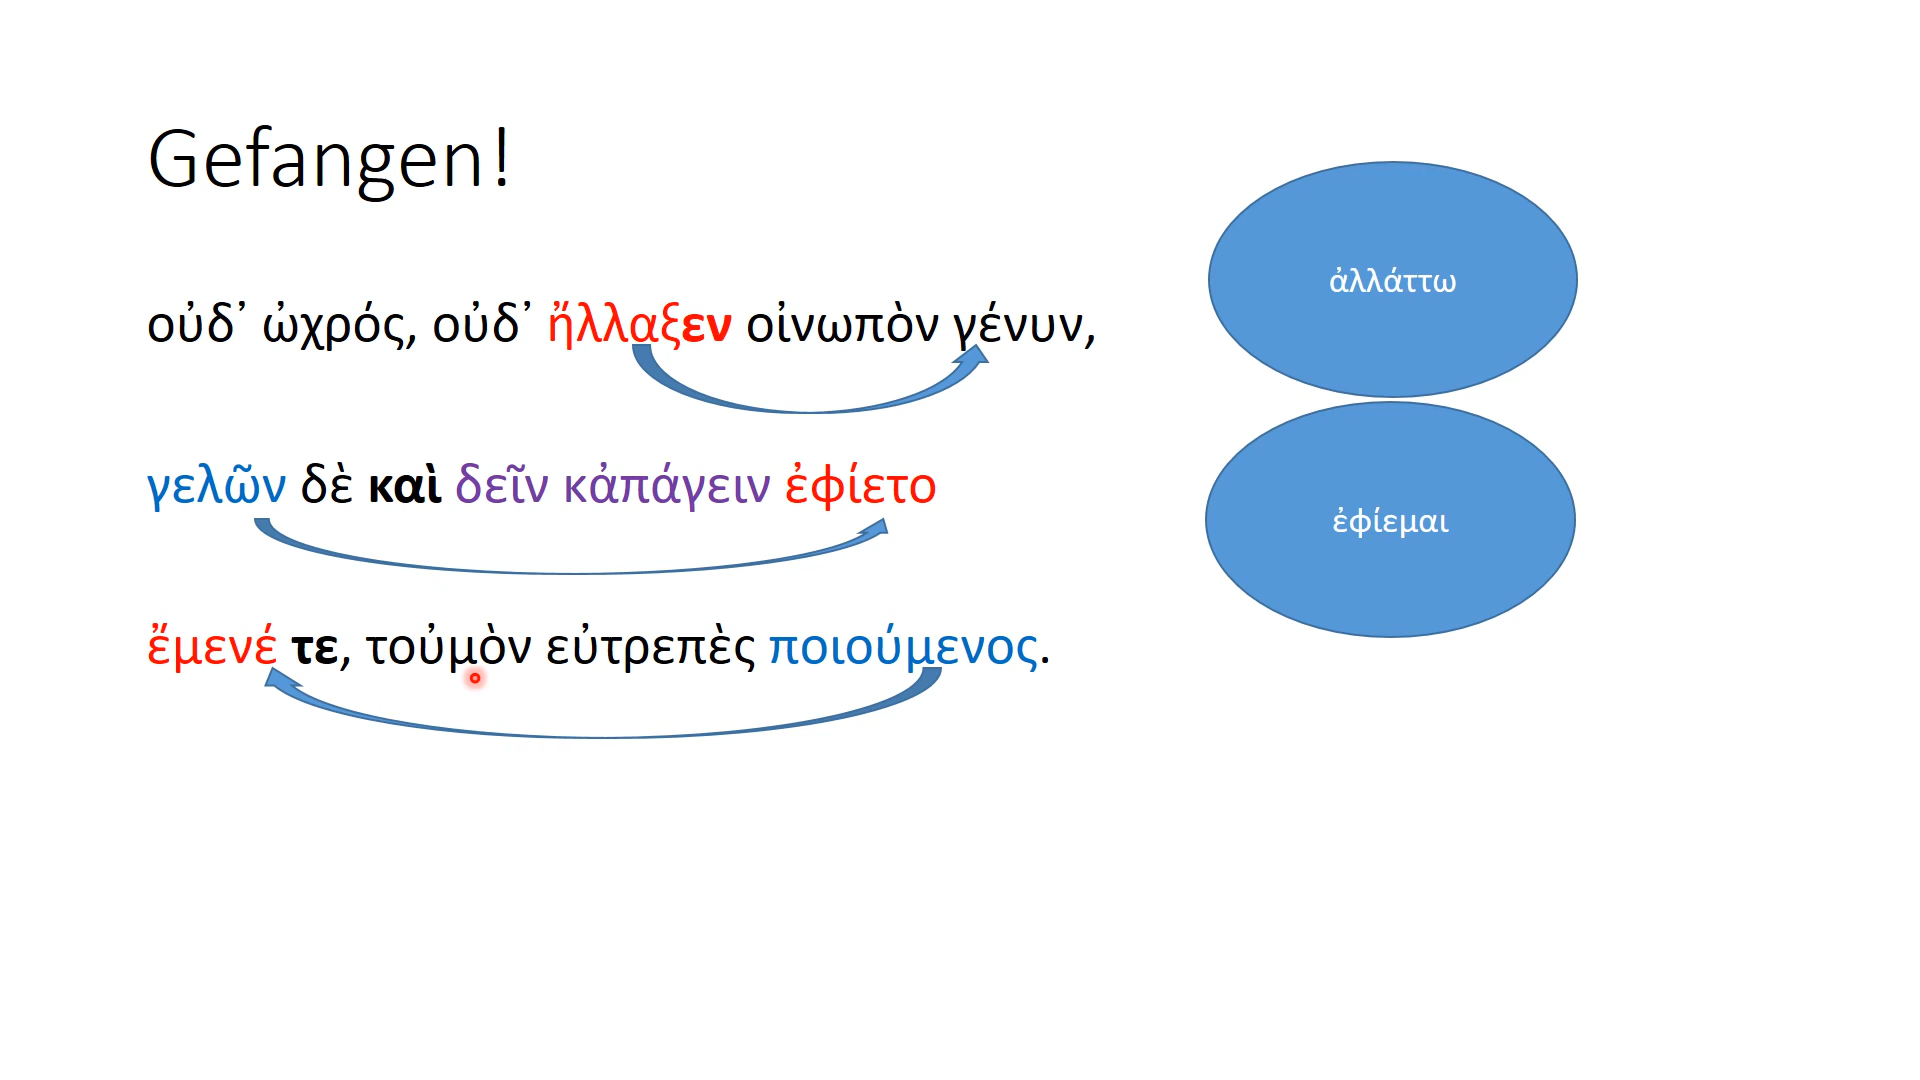 Gefangen!
οὐδ᾽ ὠχρός, οὐδ᾽ ἤλλαξεν οἰνωπὸν γένυν,
γελῶν δὲ καὶ δεῖν κἀπάγειν ἐφίετο
ἔμενέ τε, τοὐμὸν εὐτρεπὲς ποιούμενος.
ἀλλάττω
ἐφίεμαι